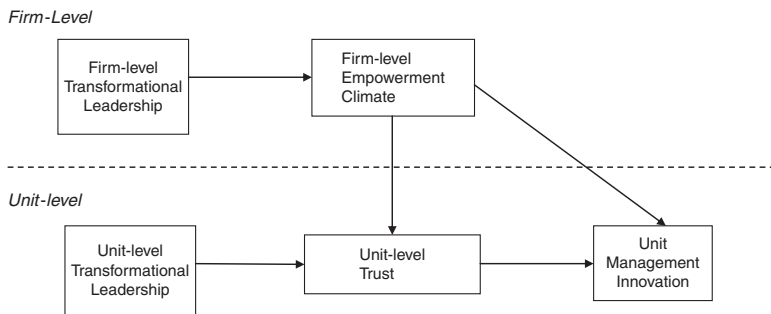 Firm-Level
Firm-level
Transformational
Leadership
Firm-level
Empowerment
Climate
Unit-level
Unit-level
Transformational
Leadership
Unit-level
Trust
Unit
Management
Innovation